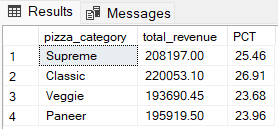 Results Messages
pizza_category total_revenue PCT
1 Supreme 208197.00 25.46
2 Classic 220053.10 26.91
3 Veggie 193690.45 23.68
4 Paneer 195919.50 23.96